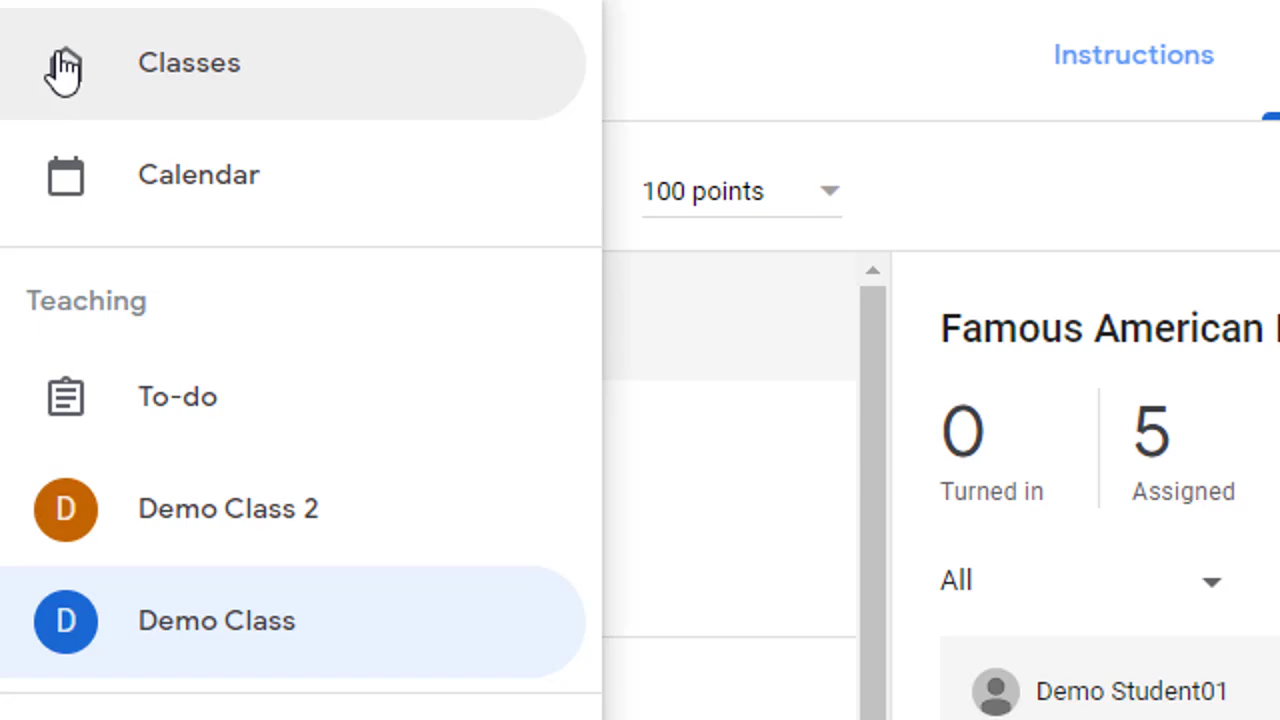 Classes
Calendar
Teaching
To-do
D Demo Class 2
D Demo Class
Instructions
100 points
Famous American
0
Turned in
5
Assigned
All
Demo Student01